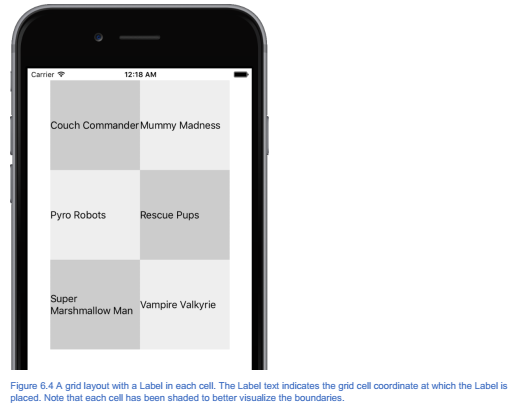 Carrier 12:18 AM
Couch Commander Mummy Madness
Pyro Robots Rescue Pups
Super
Marshmallow Man Vampire Valkyrie
Figure 6.4 A grid layout with a Label in each cell. The Label text indicates the grid cell coordinate at which the Label is
placed. Note that each cell has been shaded to better visualize the boundaries.